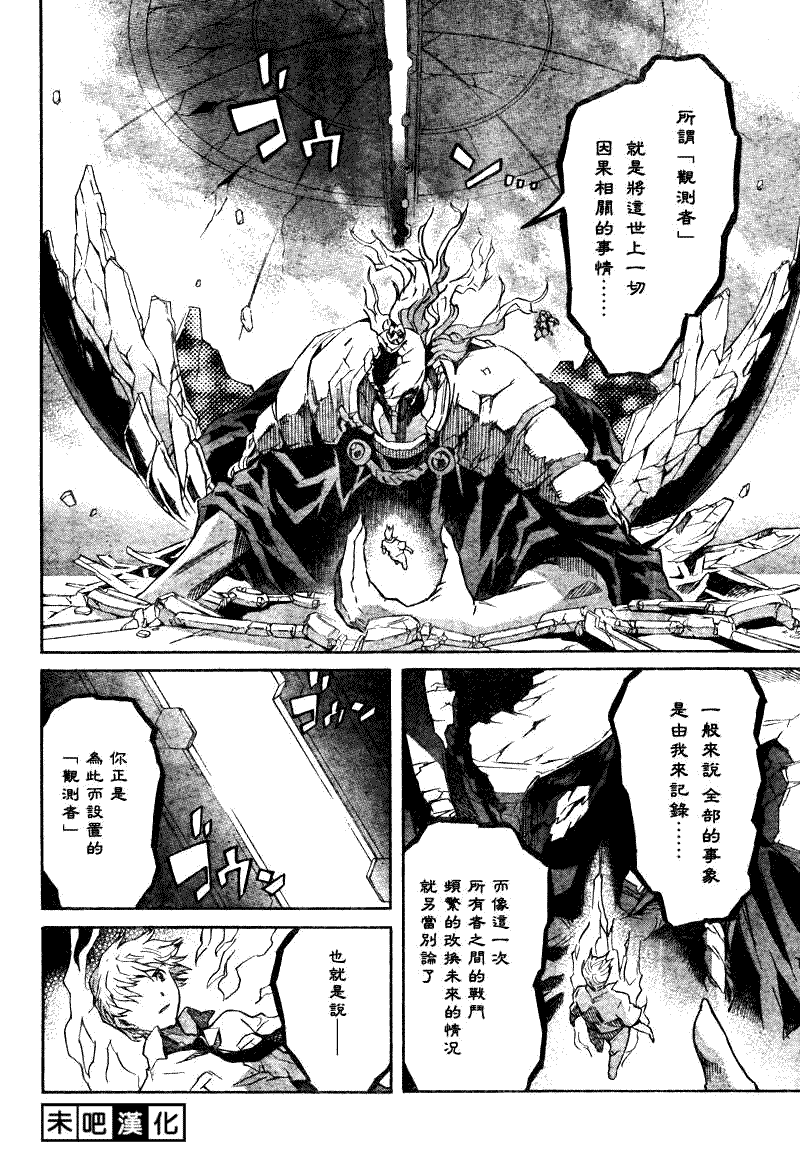 所謂「觀測者」
就是將這世上一切
因果相關的事情……
ゴゴウン…
一般來說 全部的事象
是由我來記錄……
而像這一次
所有者之間的戰鬥
頻繁的改換未來的情況
就另當別論了
ゴゴウン
你正是
為此而設置的
「觀測者」
也就是說——
未吧漢化